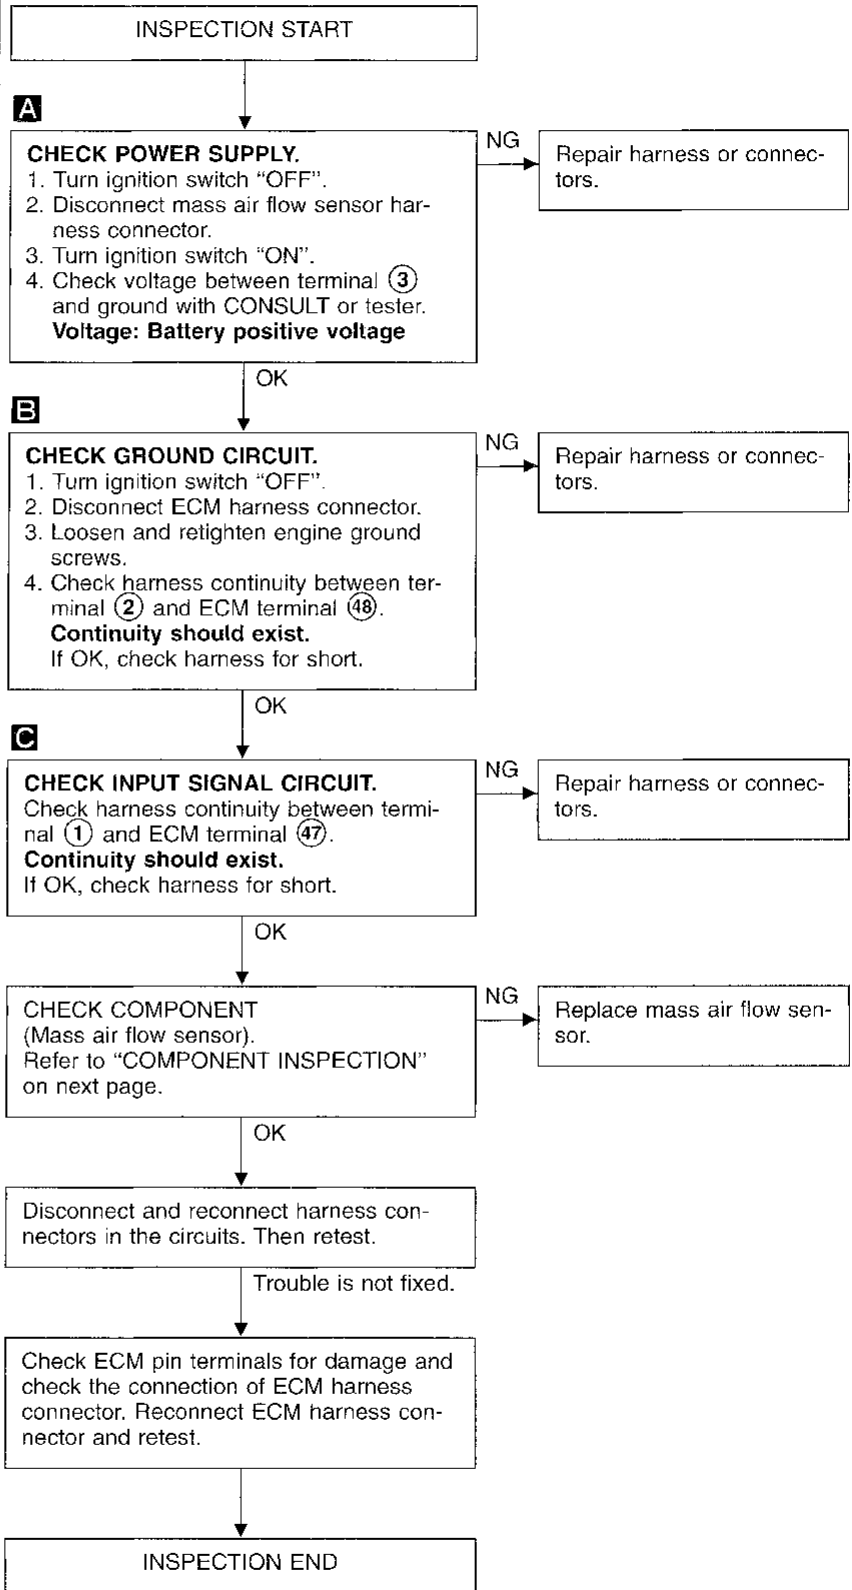 INSPECTION START
A
CHECK POWER SUPPLY.
1. Turn ignition switch “OFF”.
2. Disconnect mass air flow sensor har-
ness connector.
3. Turn ignition switch “ON”.
4. Check voltage between terminal ③
and ground with CONSULT or tester.
Voltage: Battery positive voltage
NG
Repair harness or connec-
tors.
OK
B
CHECK GROUND CIRCUIT.
1. Turn ignition switch “OFF”.
2. Disconnect ECM harness connector.
3. Loosen and retighten engine ground
screws.
4. Check harness continuity between ter-
minal ② and ECM terminal ㊽.
Continuity should exist.
If OK, check harness for short.
NG
Repair harness or connec-
tors.
OK
C
CHECK INPUT SIGNAL CIRCUIT.
Check harness continuity between termi-
nal ① and ECM terminal ㊼.
Continuity should exist.
If OK, check harness for short.
NG
Repair harness or connec-
tors.
OK
CHECK COMPONENT
(Mass air flow sensor).
Refer to “COMPONENT INSPECTION”
on next page.
NG
Replace mass air flow sen-
sor.
OK
Disconnect and reconnect harness con-
nectors in the circuits. Then retest.
Trouble is not fixed.
Check ECM pin terminals for damage and
check the connection of ECM harness
connector. Reconnect ECM harness con-
nector and retest.
INSPECTION END